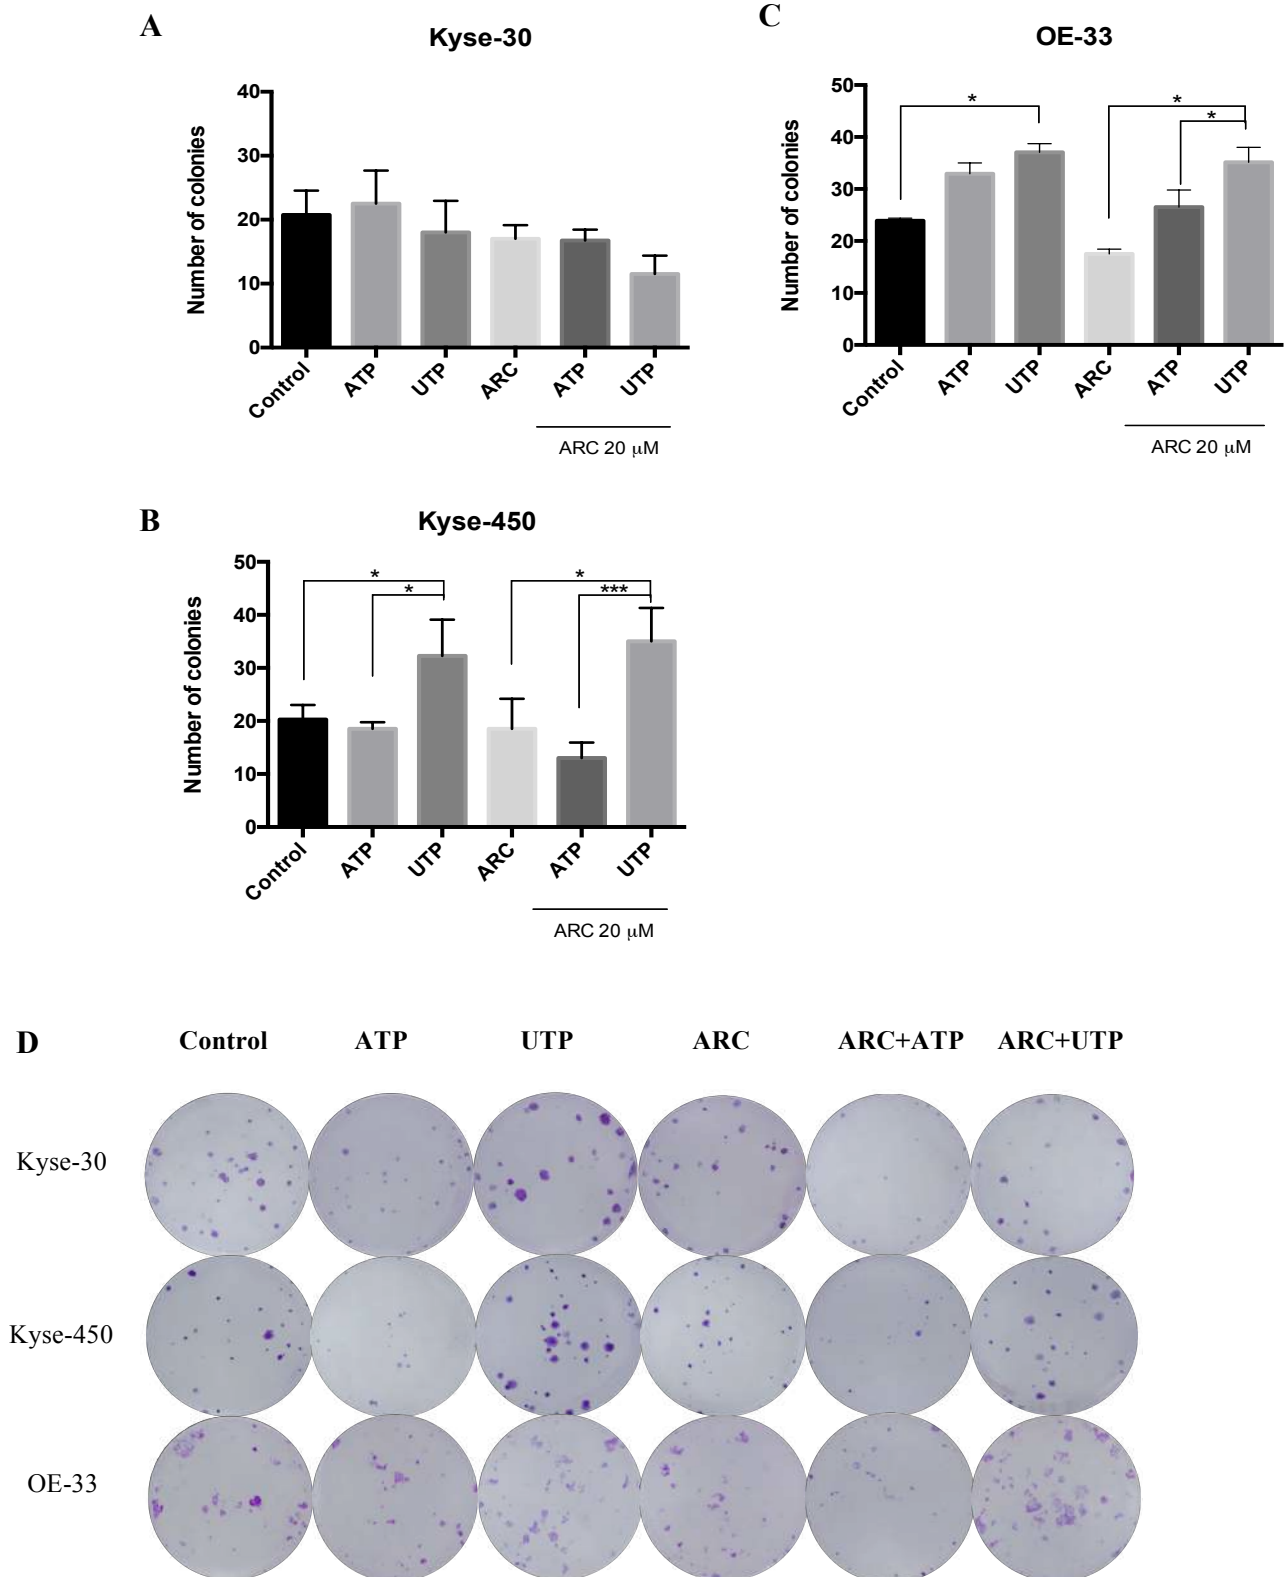 A
Kyse-30
Number of colonies
40
30
20
10
0
Control
ATP
UTP
ARC
ATP
UTP
ARC 20 μM
C
OE-33
Number of colonies
50
40
30
20
10
0
*
*
*
Control
ATP
UTP
ARC
ATP
UTP
ARC 20 μM
B
Kyse-450
Number of colonies
50
40
30
20
10
0
*
*
*
***
Control
ATP
UTP
ARC
ATP
UTP
ARC 20 μM
D
Control ATP UTP ARC ARC+ATP ARC+UTP
Kyse-30
Kyse-450
OE-33